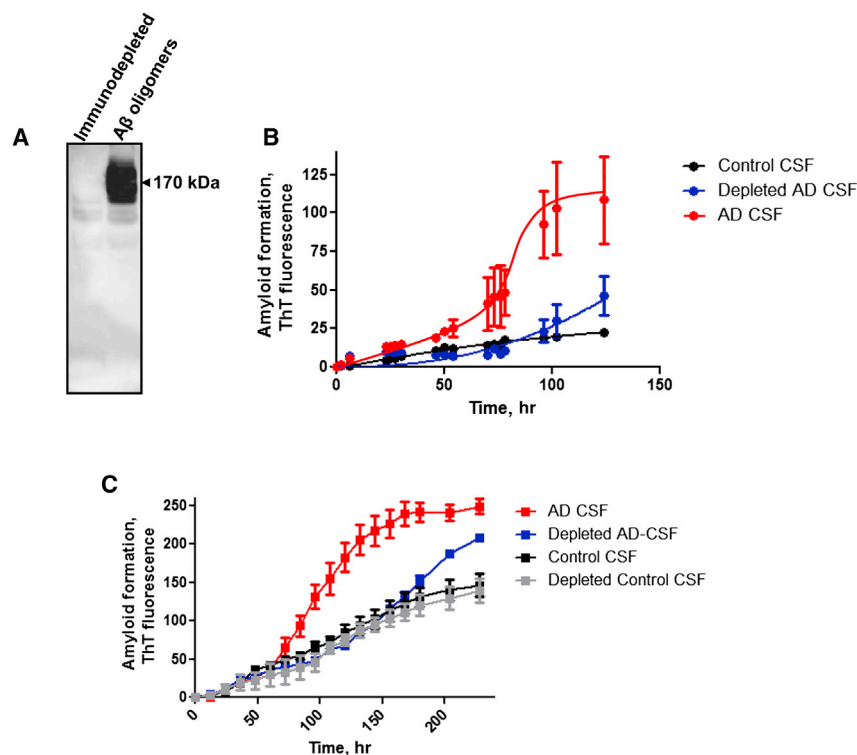 A
Immunodepleted
Aβ oligomers
170 kDa
B
Amyloid formation,
ThT fluorescence
125
100
75
50
25
0
0 50 100 150
Time, hr
Control CSF
Depleted AD CSF
AD CSF
C
Amyloid formation,
ThT fluorescence
250
200
150
100
50
0
0 50 100 150 200
Time, hr
AD CSF
Depleted AD-CSF
Control CSF
Depleted Control CSF